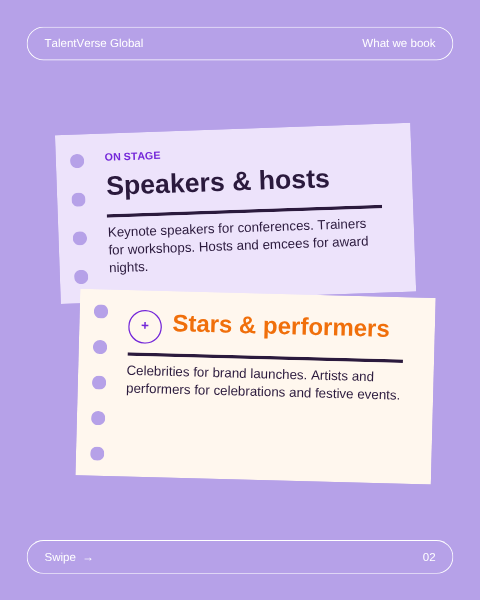 TalentVerse Global
What we book
ON STAGE
Speakers & hosts
Keynote speakers for conferences. Trainers
for workshops. Hosts and emcees for award
nights.
+
Stars & performers
Celebrities for brand launches. Artists and
performers for celebrations and festive events.
Swipe →
02